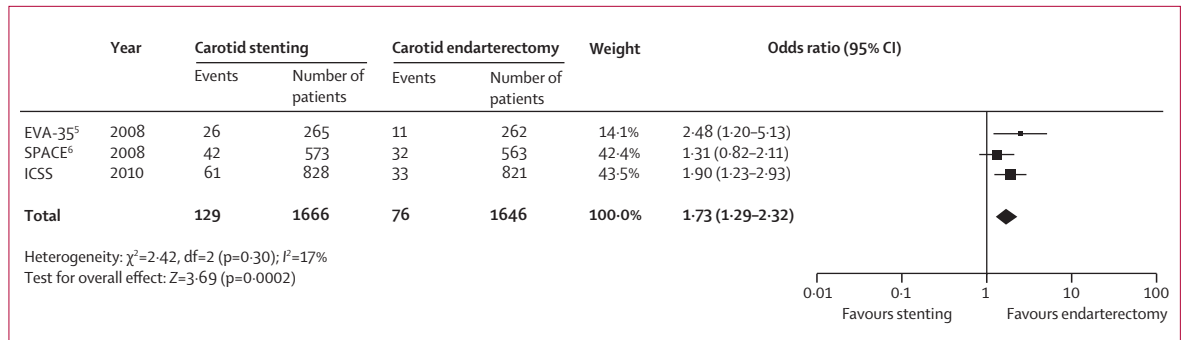 Year Carotid stenting Carotid endarterectomy Weight Odds ratio (95% CI)
Events Number of patients Events Number of patients
EVA-35⁵ 2008 26 265 11 262 14·1% 2·48 (1·20–5·13)
SPACE⁶ 2008 42 573 32 563 42·4% 1·31 (0·82–2·11)
ICSS 2010 61 828 33 821 43·5% 1·90 (1·23–2·93)
Total 129 1666 76 1646 100·0% 1·73 (1·29–2·32)
Heterogeneity: χ²=2·42, df=2 (p=0·30); I²=17%
Test for overall effect: Z=3·69 (p=0·0002)
0·01 0·1 1 10 100
Favours stenting Favours endarterectomy